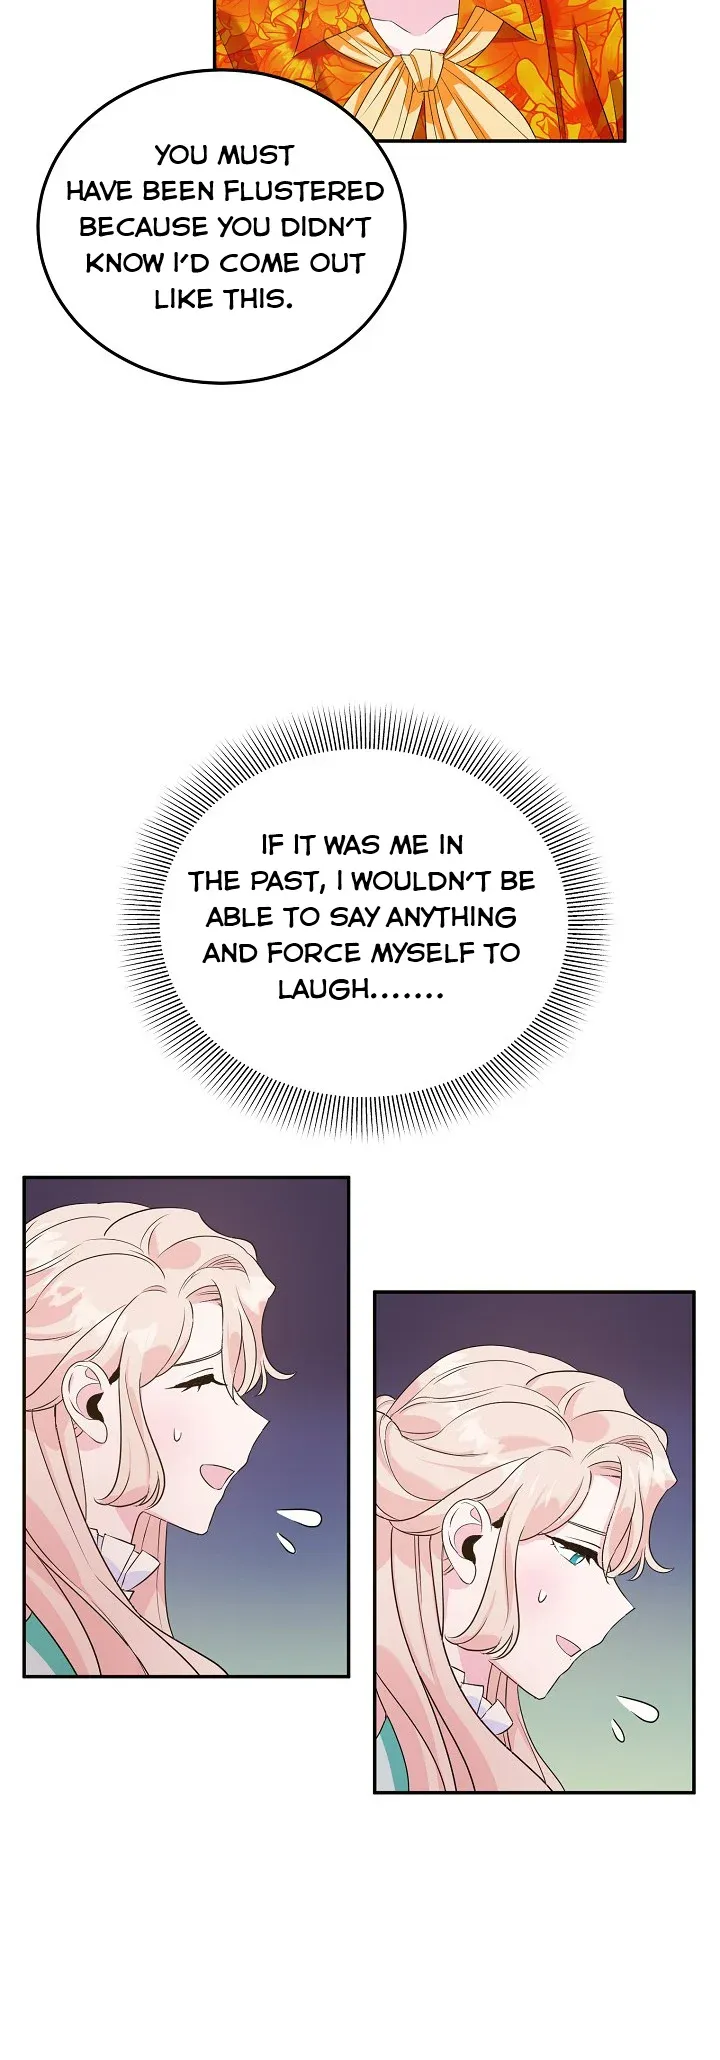 YOU MUST
HAVE BEEN FLUSTERED
BECAUSE YOU DIDN'T
KNOW I'D COME OUT
LIKE THIS.
IF IT WAS ME IN
THE PAST, I WOULDN'T BE
ABLE TO SAY ANYTHING
AND FORCE MYSELF TO
LAUGH.......